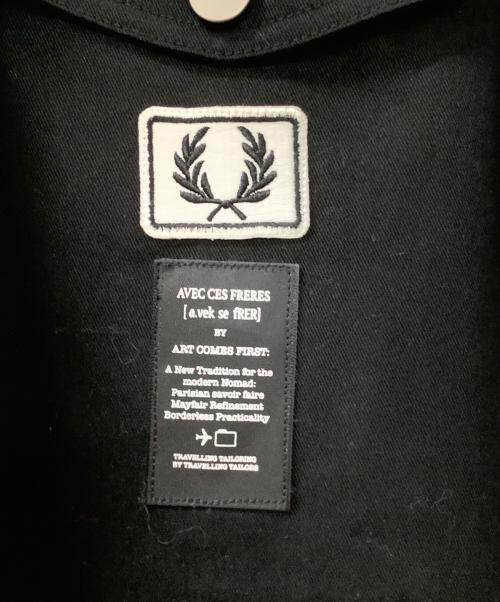 AVEC CES FRERES
[a.vek se fRER]
BY
ART COMES FIRST:
A New Tradition for the
modern Nomad:
Parisian savoir faire
Mayfair Refinement
Borderless Practicality
TRAVELLING TAILORING
BY TRAVELLING TAILORS